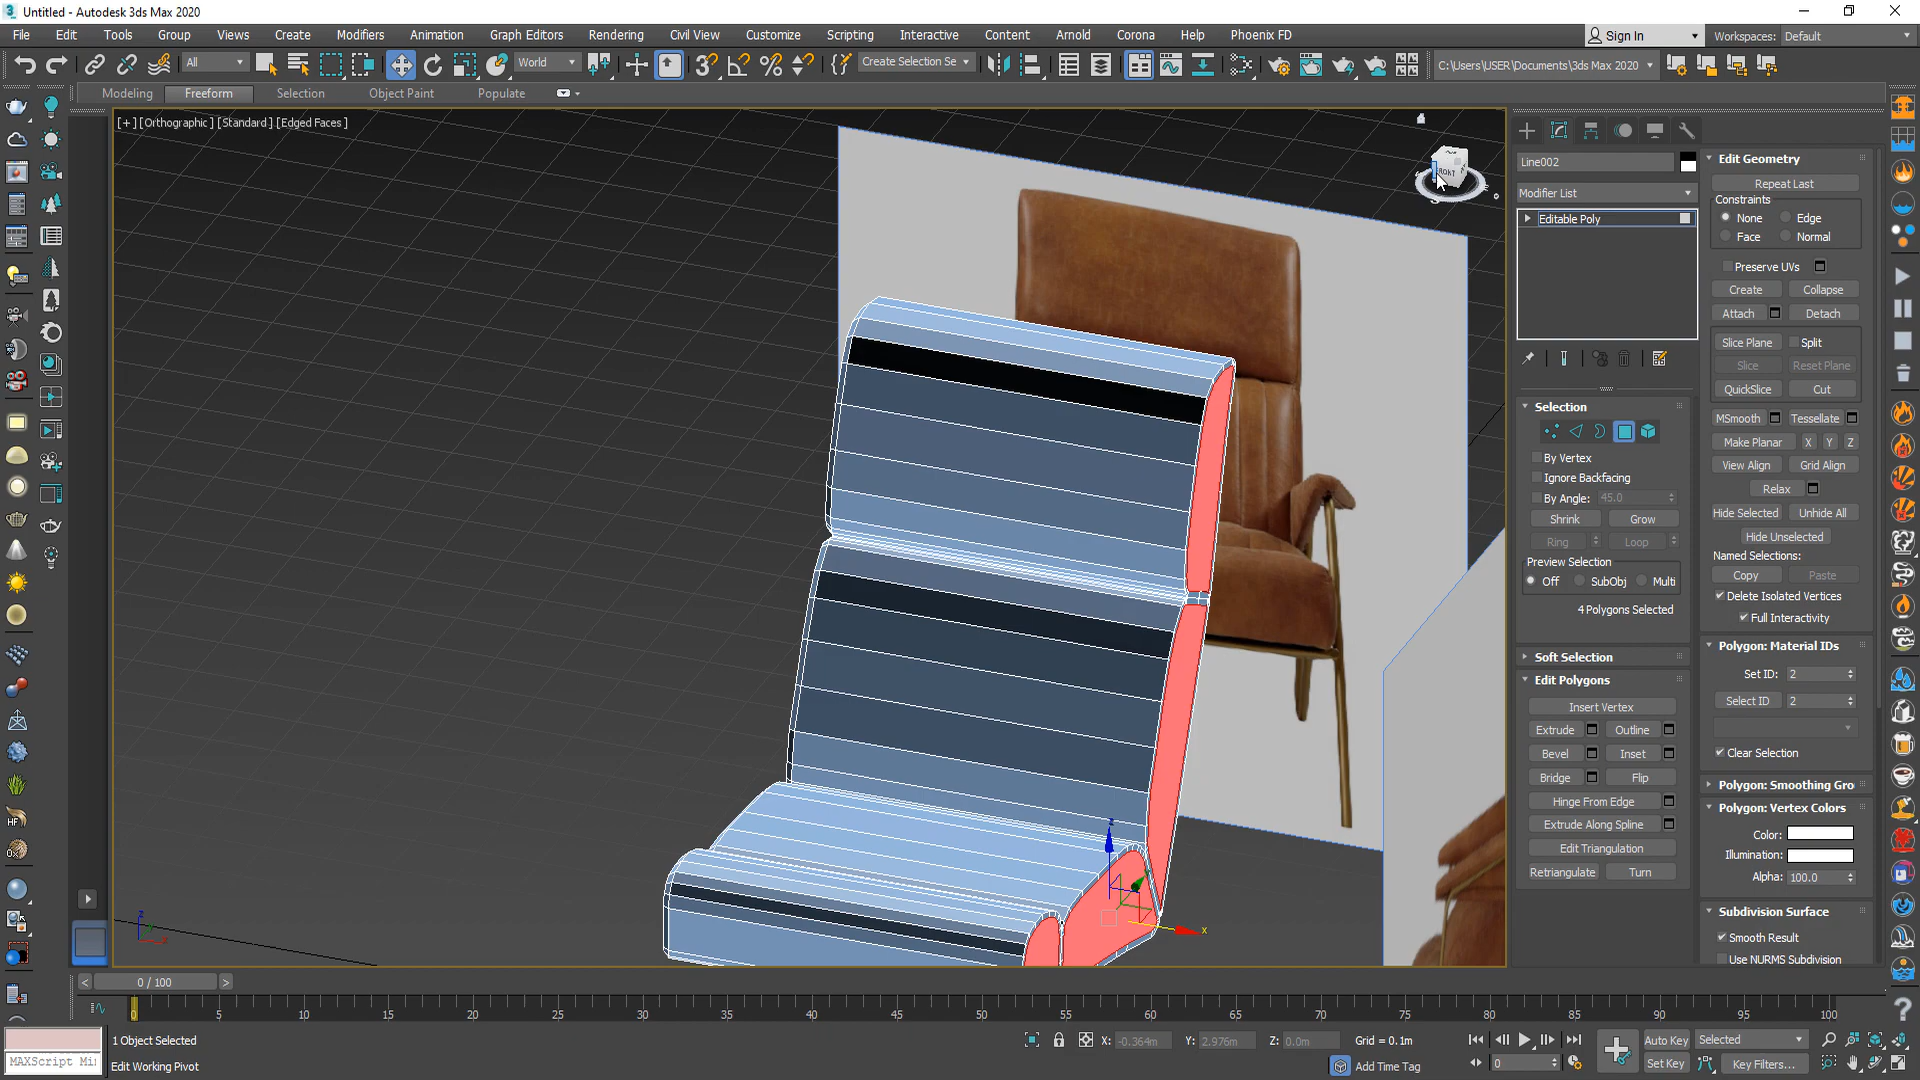 Untitled - Autodesk 3ds Max 2020
File Edit Tools Group Views Create Modifiers Animation Graph Editors Rendering Civil View Customize Scripting Interactive Content Arnold Corona Help Phoenix FD Sign In Workspaces: Default
All World Create Selection Se C:\Users\USER\Documents\3ds Max 2020
Modeling Freeform Selection Object Paint Populate
[+] [Orthographic] [Standard] [Edged Faces]
FRONT
Line002
Modifier List
Editable Poly
Selection
By Vertex
Ignore Backfacing
By Angle: 45.0
Shrink Grow
Ring Loop
Preview Selection
Off SubObj Multi
4 Polygons Selected
Soft Selection
Edit Polygons
Insert Vertex
Extrude Outline
Bevel Inset
Bridge Flip
Hinge From Edge
Extrude Along Spline
Edit Triangulation
Retriangulate Turn
Edit Geometry
Repeat Last
Constraints
None Edge
Face Normal
Preserve UVs
Create Collapse
Attach Detach
Slice Plane Split
Slice Reset Plane
QuickSlice Cut
MSmooth Tessellate
Make Planar X Y Z
View Align Grid Align
Relax
Hide Selected Unhide All
Hide Unselected
Named Selections:
Copy Paste
Delete Isolated Vertices
Full Interactivity
Polygon: Material IDs
Set ID: 2
Select ID 2
Clear Selection
Polygon: Smoothing Gro
Polygon: Vertex Colors
Color:
Illumination:
Alpha: 100.0
Subdivision Surface
Smooth Result
Use NURMS Subdivision
z
x
z
x
HF
< 0 / 100 >
0 5 10 15 20 25 30 35 40 45 50 55 60 65 70 75 80 85 90 95 100
MAXScript Mi
1 Object Selected
Edit Working Pivot
X: -0.364m Y: 2.976m Z: 0.0m Grid = 0.1m
Add Time Tag
0
Auto Key Selected
Set Key Key Filters...